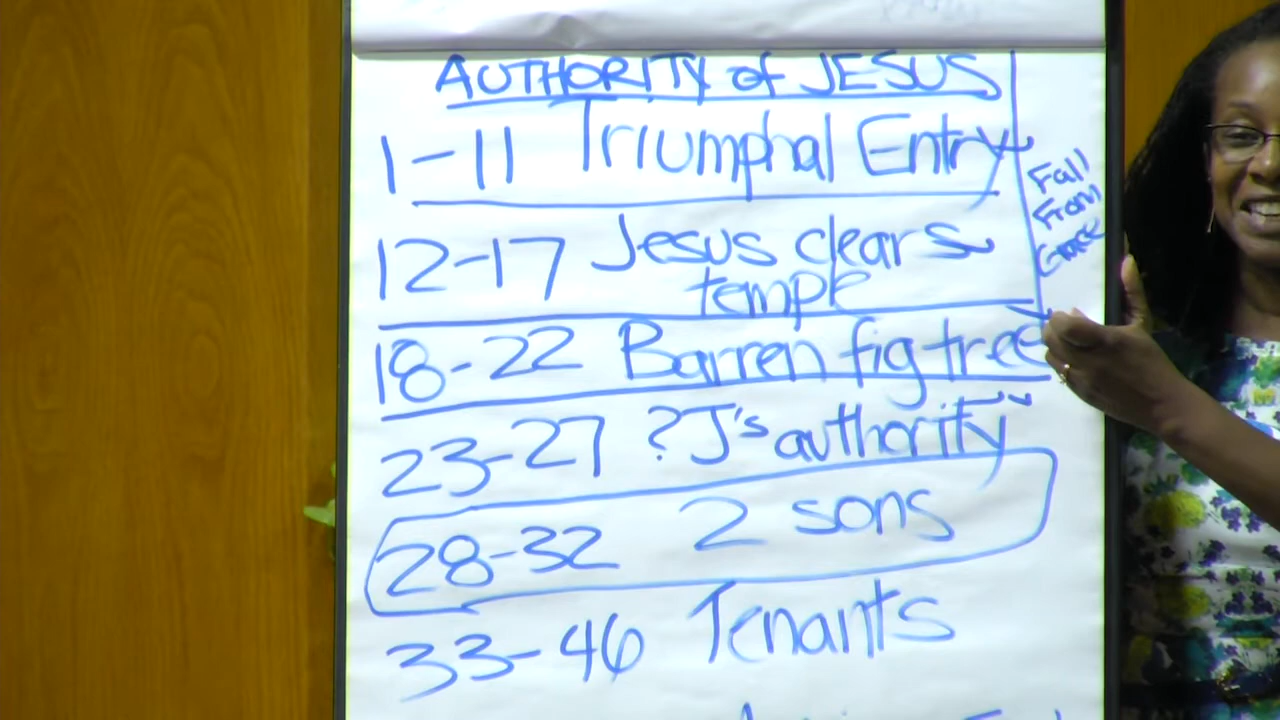 AUTHORITY of JESUS
1-11 Triumphal Entry
Fall
From
Grace
12-17 Jesus clears
temple
18-22 Barren fig tree
23-27 ? J's authority
28-32 2 sons
33-46 Tenants